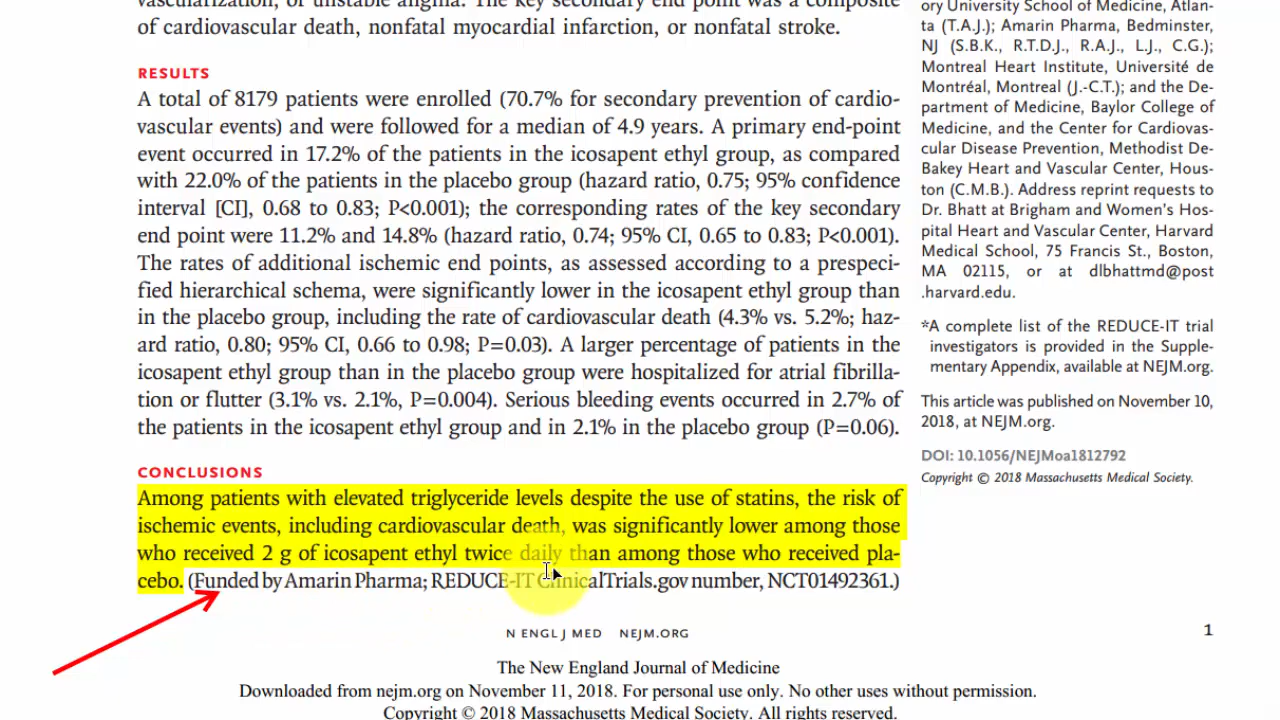 vascularization, or unstable angina. The key secondary end point was a composite
of cardiovascular death, nonfatal myocardial infarction, or nonfatal stroke.
RESULTS
A total of 8179 patients were enrolled (70.7% for secondary prevention of cardio-
vascular events) and were followed for a median of 4.9 years. A primary end-point
event occurred in 17.2% of the patients in the icosapent ethyl group, as compared
with 22.0% of the patients in the placebo group (hazard ratio, 0.75; 95% confidence
interval [CI], 0.68 to 0.83; P<0.001); the corresponding rates of the key secondary
end point were 11.2% and 14.8% (hazard ratio, 0.74; 95% CI, 0.65 to 0.83; P<0.001).
The rates of additional ischemic end points, as assessed according to a prespeci-
fied hierarchical schema, were significantly lower in the icosapent ethyl group than
in the placebo group, including the rate of cardiovascular death (4.3% vs. 5.2%; haz-
ard ratio, 0.80; 95% CI, 0.66 to 0.98; P=0.03). A larger percentage of patients in the
icosapent ethyl group than in the placebo group were hospitalized for atrial fibrilla-
tion or flutter (3.1% vs. 2.1%, P=0.004). Serious bleeding events occurred in 2.7% of
the patients in the icosapent ethyl group and in 2.1% in the placebo group (P=0.06).
CONCLUSIONS
Among patients with elevated triglyceride levels despite the use of statins, the risk of
ischemic events, including cardiovascular death, was significantly lower among those
who received 2 g of icosapent ethyl twice daily than among those who received pla-
cebo. (Funded by Amarin Pharma; REDUCE-IT ClinicalTrials.gov number, NCT01492361.)
ory University School of Medicine, Atlan-
ta (T.A.J.); Amarin Pharma, Bedminster,
NJ (S.B.K., R.T.D.J., R.A.J., L.J., C.G.);
Montreal Heart Institute, Université de
Montréal, Montreal (J.-C.T.); and the De-
partment of Medicine, Baylor College of
Medicine, and the Center for Cardiovas-
cular Disease Prevention, Methodist De-
Bakey Heart and Vascular Center, Hous-
ton (C.M.B.). Address reprint requests to
Dr. Bhatt at Brigham and Women's Hos-
pital Heart and Vascular Center, Harvard
Medical School, 75 Francis St., Boston,
MA 02115, or at dlbhattmd@post
.harvard.edu.
*A complete list of the REDUCE-IT trial
investigators is provided in the Supple-
mentary Appendix, available at NEJM.org.
This article was published on November 10,
2018, at NEJM.org.
DOI: 10.1056/NEJMoa1812792
Copyright © 2018 Massachusetts Medical Society.
N ENGL J MED NEJM.ORG
1
The New England Journal of Medicine
Downloaded from nejm.org on November 11, 2018. For personal use only. No other uses without permission.
Copyright © 2018 Massachusetts Medical Society. All rights reserved.